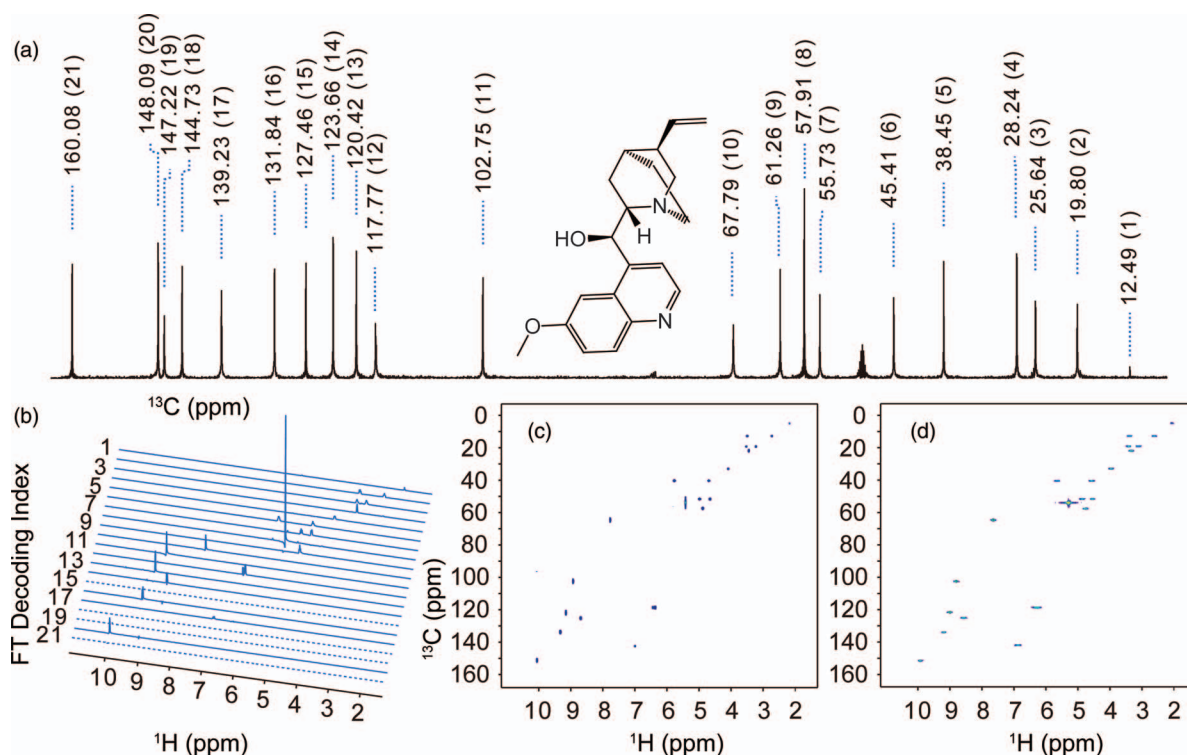 (a)
160.08 (21)
148.09 (20)
147.22 (19)
144.73 (18)
139.23 (17)
131.84 (16)
127.46 (15)
123.66 (14)
120.42 (13)
117.77 (12)
102.75 (11)
67.79 (10)
61.26 (9)
57.91 (8)
55.73 (7)
45.41 (6)
38.45 (5)
28.24 (4)
25.64 (3)
19.80 (2)
12.49 (1)
N
HO
H
O
N
¹³C (ppm)
(b)
FT Decoding Index
1
3
5
7
9
11
13
15
17
19
21
10 9 8 7 6 5 4 3 2
¹H (ppm)
(c)
0
20
40
60
80
100
120
140
160
¹³C (ppm)
10 9 8 7 6 5 4 3 2
¹H (ppm)
(d)
0
20
40
60
80
100
120
140
160
10 9 8 7 6 5 4 3 2
¹H (ppm)